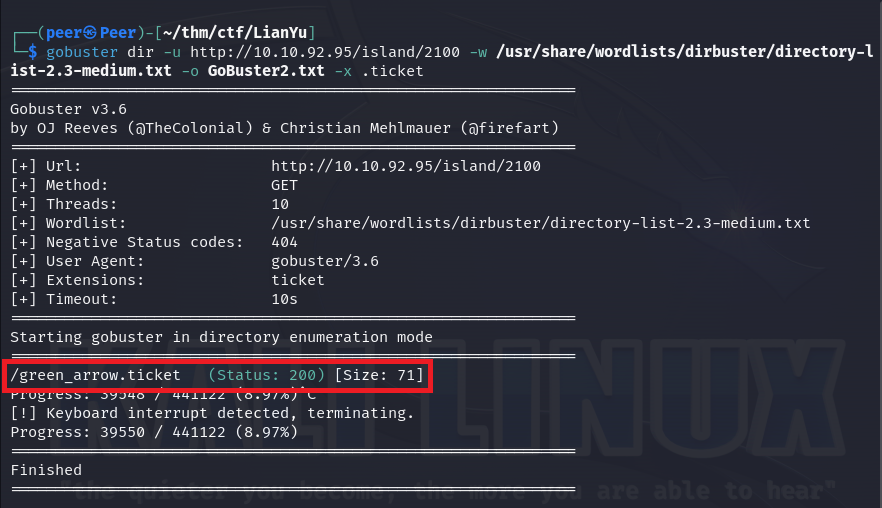 ┌──(peer㉿Peer)-[~/thm/ctf/LianYu]
└─$ gobuster dir -u http://10.10.92.95/island/2100 -w /usr/share/wordlists/dirbuster/directory-l
ist-2.3-medium.txt -o GoBuster2.txt -x .ticket
===============================================================
Gobuster v3.6
by OJ Reeves (@TheColonial) & Christian Mehlmauer (@firefart)
===============================================================
[+] Url:                     http://10.10.92.95/island/2100
[+] Method:                  GET
[+] Threads:                 10
[+] Wordlist:                /usr/share/wordlists/dirbuster/directory-list-2.3-medium.txt
[+] Negative Status codes:   404
[+] User Agent:              gobuster/3.6
[+] Extensions:              ticket
[+] Timeout:                 10s
===============================================================
Starting gobuster in directory enumeration mode
===============================================================
/green_arrow.ticket   (Status: 200) [Size: 71]
Progress: 39548 / 441122 (8.97%)^C
[!] Keyboard interrupt detected, terminating.
Progress: 39550 / 441122 (8.97%)
===============================================================
Finished
===============================================================
KALI LINUX
"the quieter you become, the more you are able to hear"